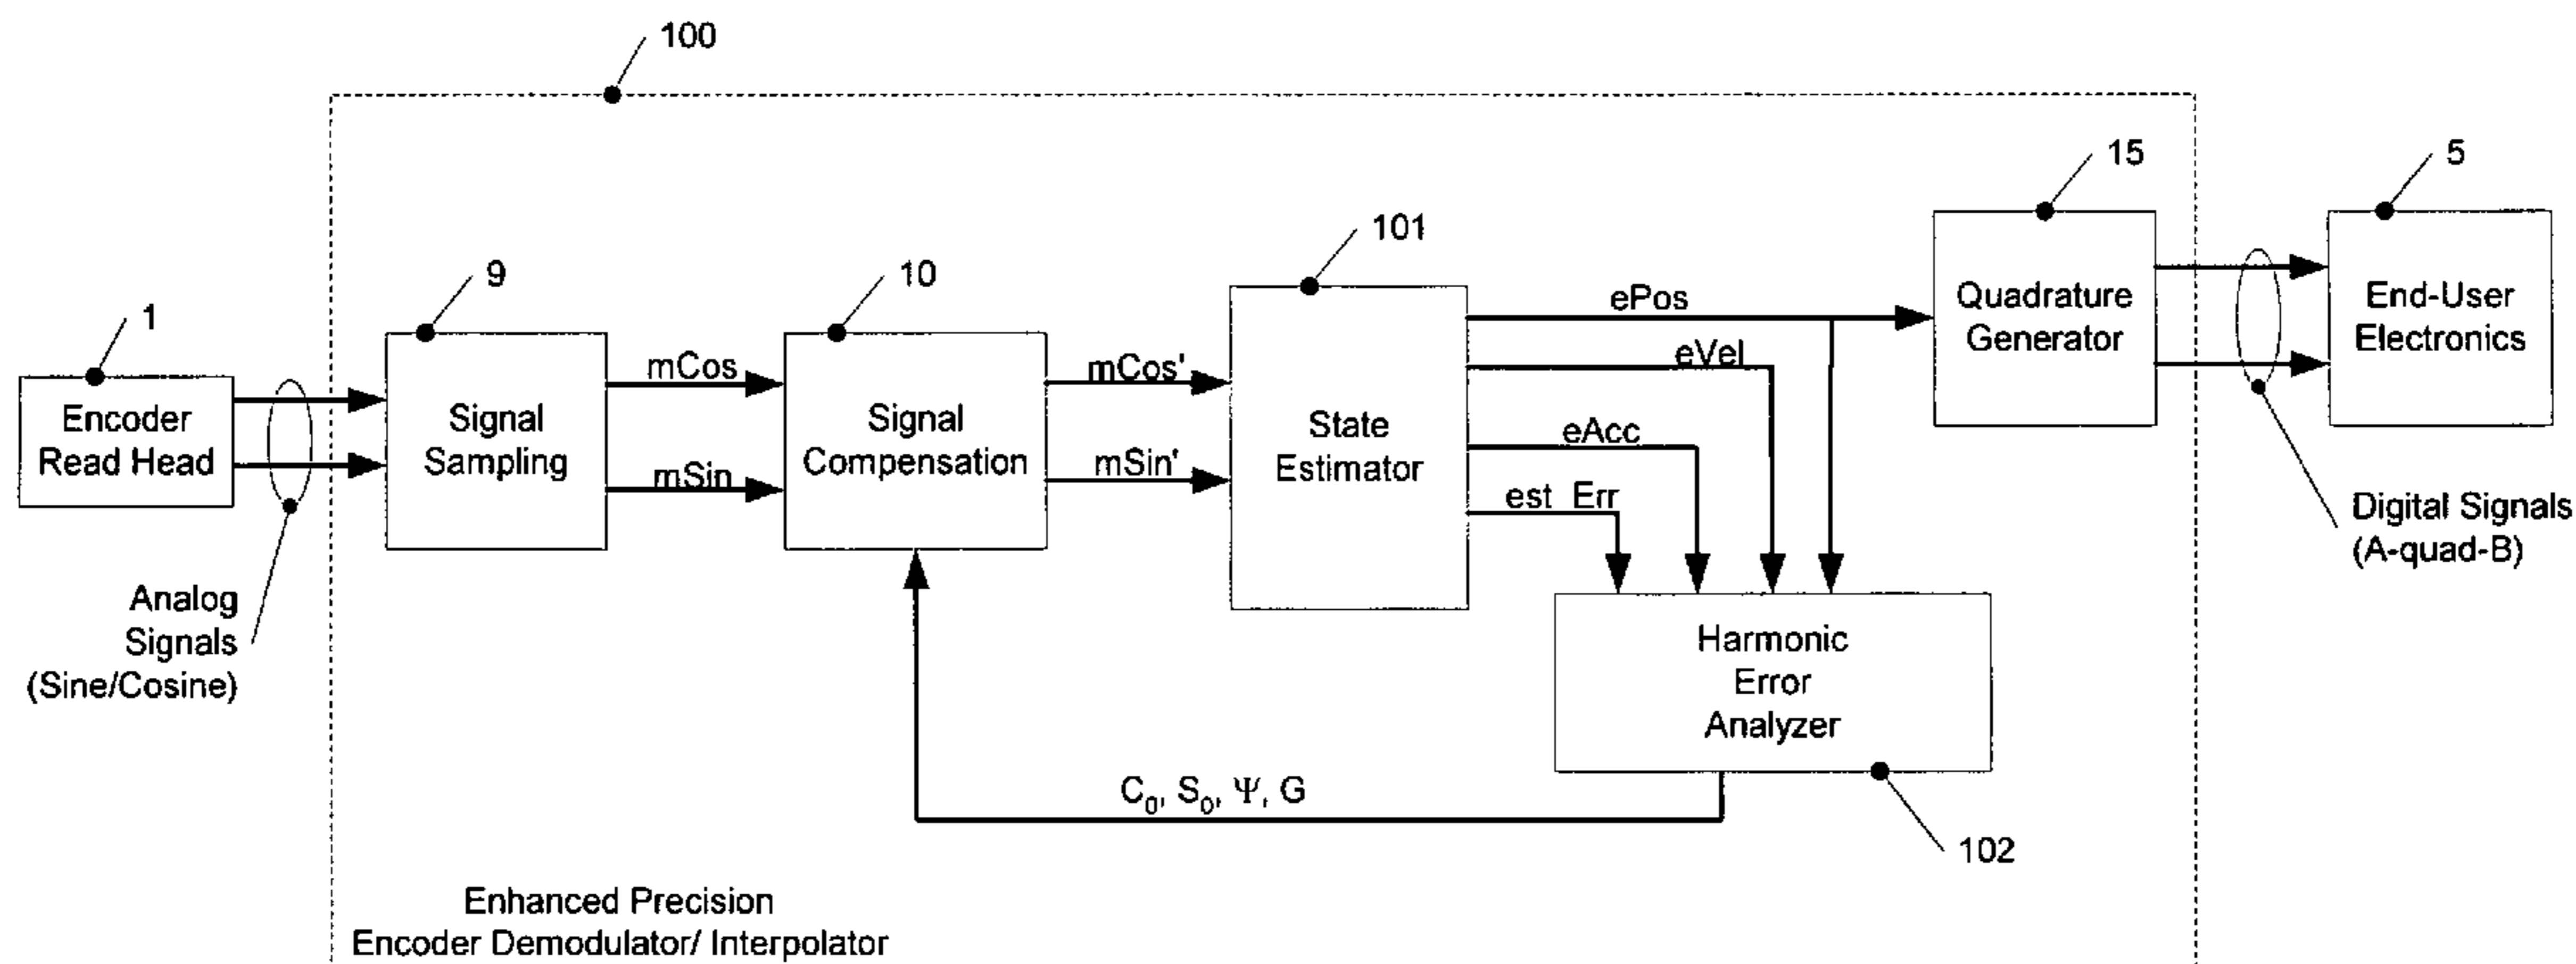 100
15
5
101
9
10
1
ePos
Quadrature
Generator
End-User
Electronics
eVel
mCos
mCos'
Encoder
Read Head
Signal
Sampling
Signal
Compensation
State
Estimator
eAcc
mSin
mSin'
est_Err
Digital Signals
(A-quad-B)
Analog
Signals
(Sine/Cosine)
Harmonic
Error
Analyzer
C₀, S₀, Ψ, G
102
Enhanced Precision
Encoder Demodulator/ Interpolator